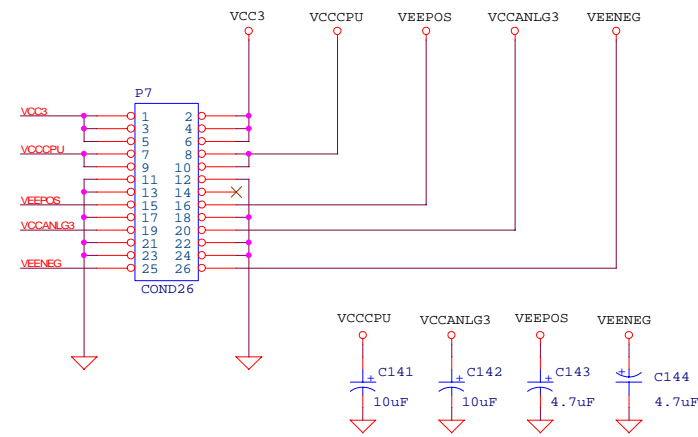 VCC3 VCCCPU VEEPOS VCCANLG3 VEENEG
P7
VCC3 1 2
3 4
5 6
VCCCPU 7 8
9 10
11 12
13 14
VEEPOS 15 16
17 18
VCCANLG3 19 20
21 22
23 24
VEENEG 25 26
COND26
VCCCPU VCCANLG3 VEEPOS VEENEG
+ C141 + C142 + C143 + C144
10uF 10uF 4.7uF 4.7uF